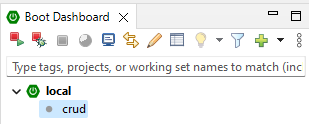 Boot Dashboard
Type tags, projects, or working set names to match (inc
local
crud